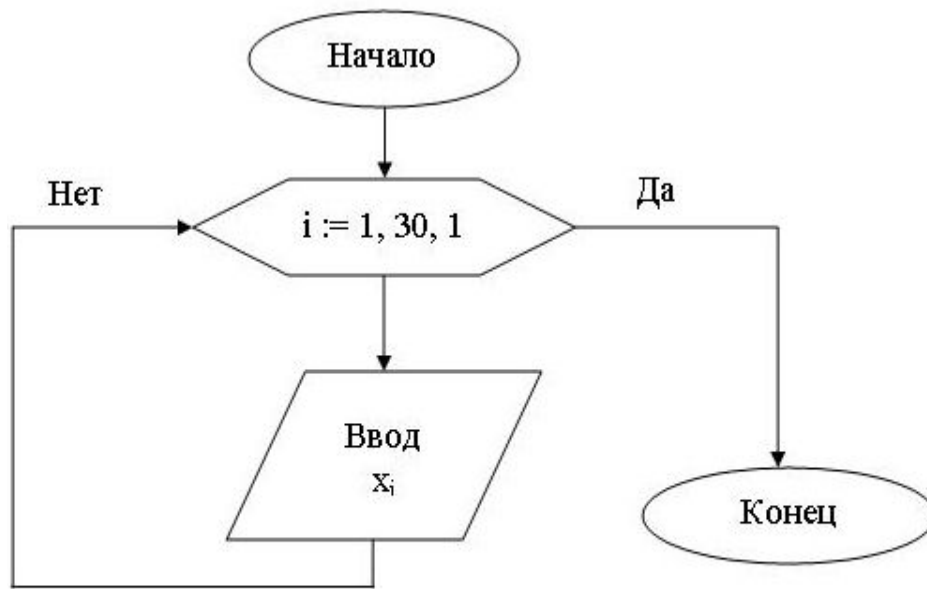 Начало
Нет
Да
i := 1, 30, 1
Ввод
xᵢ
Конец